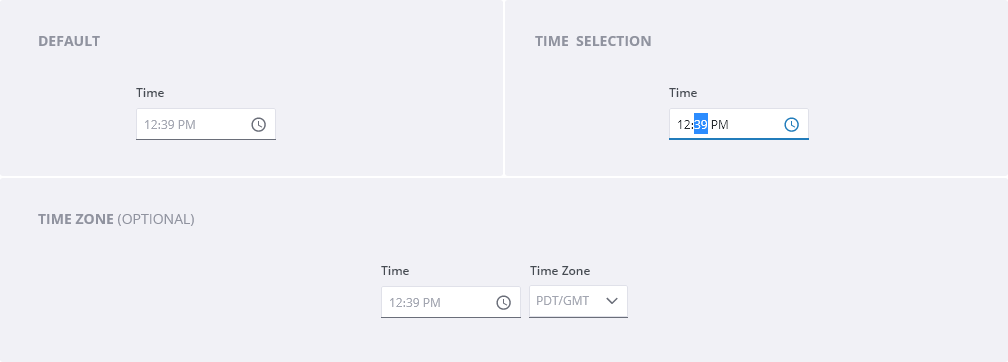 DEFAULT
Time
12:39 PM
TIME SELECTION
Time
12:39 PM
TIME ZONE (OPTIONAL)
Time
12:39 PM
Time Zone
PDT/GMT